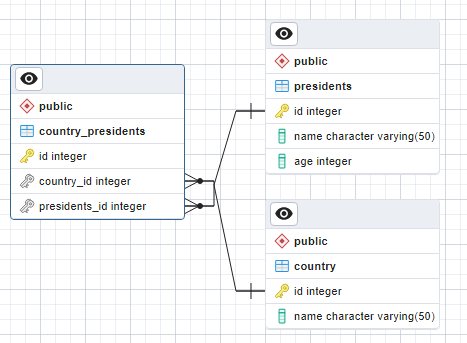 public
country_presidents
id integer
country_id integer
presidents_id integer
public
presidents
id integer
name character varying(50)
age integer
public
country
id integer
name character varying(50)